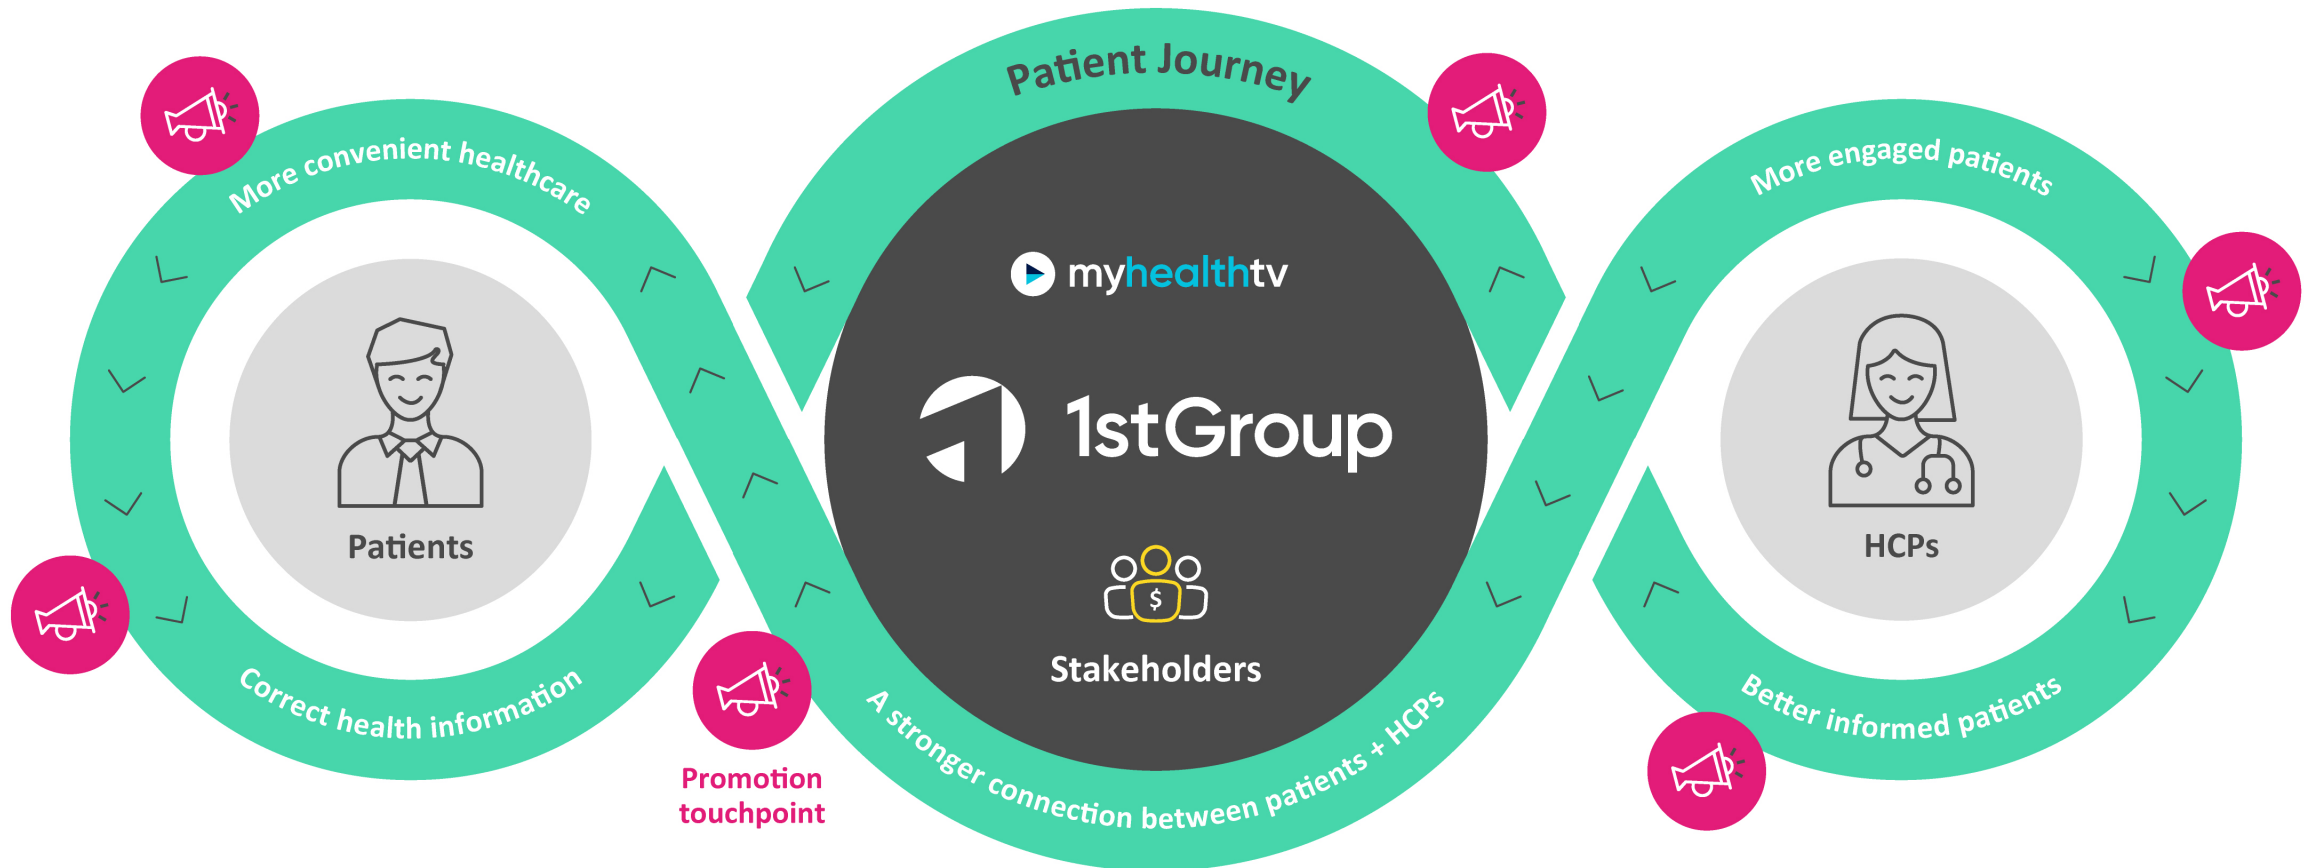 Patient Journey
More convenient healthcare
More engaged patients
myhealthtv
1stGroup
Patients
HCPs
$
Stakeholders
Correct health information
Better informed patients
A stronger connection between patients + HCPs
Promotion
touchpoint